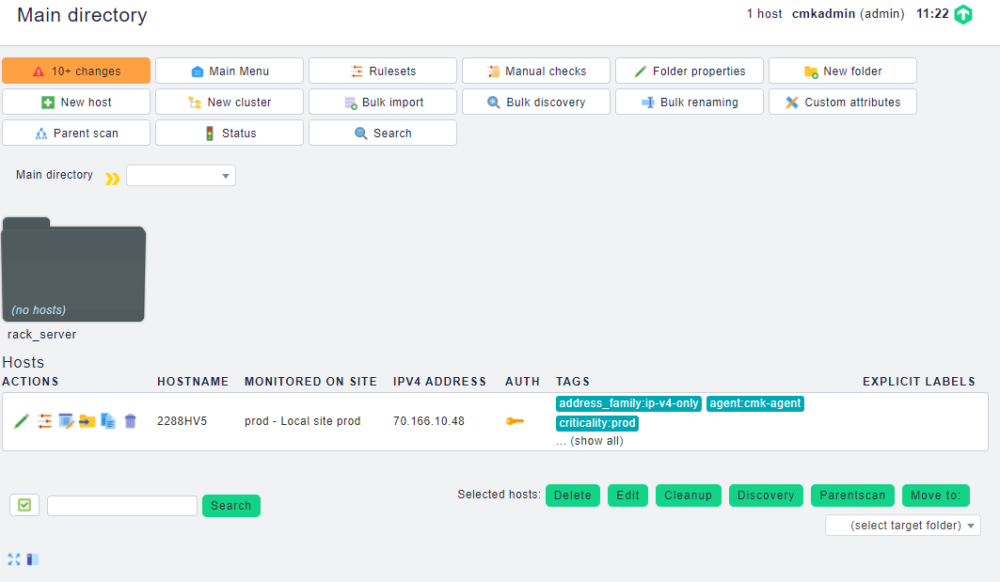 Main directory
1 host cmkadmin (admin) 11:22
10+ changes Main Menu Rulesets Manual checks Folder properties New folder
New host New cluster Bulk import Bulk discovery Bulk renaming Custom attributes
Parent scan Status Search
Main directory
(no hosts)
rack_server
Hosts
ACTIONS HOSTNAME MONITORED ON SITE IPV4 ADDRESS AUTH TAGS EXPLICIT LABELS
2288HV5 prod - Local site prod 70.166.10.48
address_family:ip-v4-only agent:cmk-agent
criticality:prod
... (show all)
Search
Selected hosts: Delete Edit Cleanup Discovery Parentscan Move to:
(select target folder)